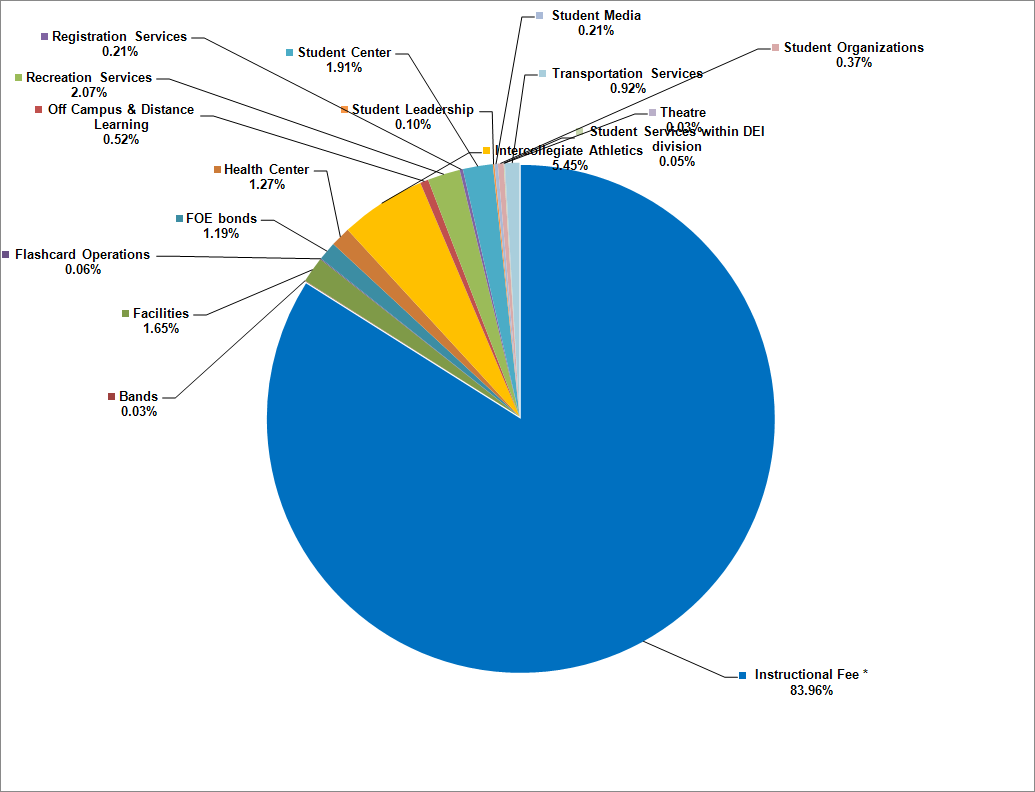 Student Media
0.21%
Registration Services
0.21%
Student Center
1.91%
Student Organizations
0.37%
Recreation Services
2.07%
Transportation Services
0.92%
Off Campus & Distance
Learning
0.52%
Student Leadership
0.10%
Theatre
0.03%
Student Services within DEI
division
0.05%
Intercollegiate Athletics
5.45%
Health Center
1.27%
FOE bonds
1.19%
Flashcard Operations
0.06%
Facilities
1.65%
Bands
0.03%
Instructional Fee *
83.96%